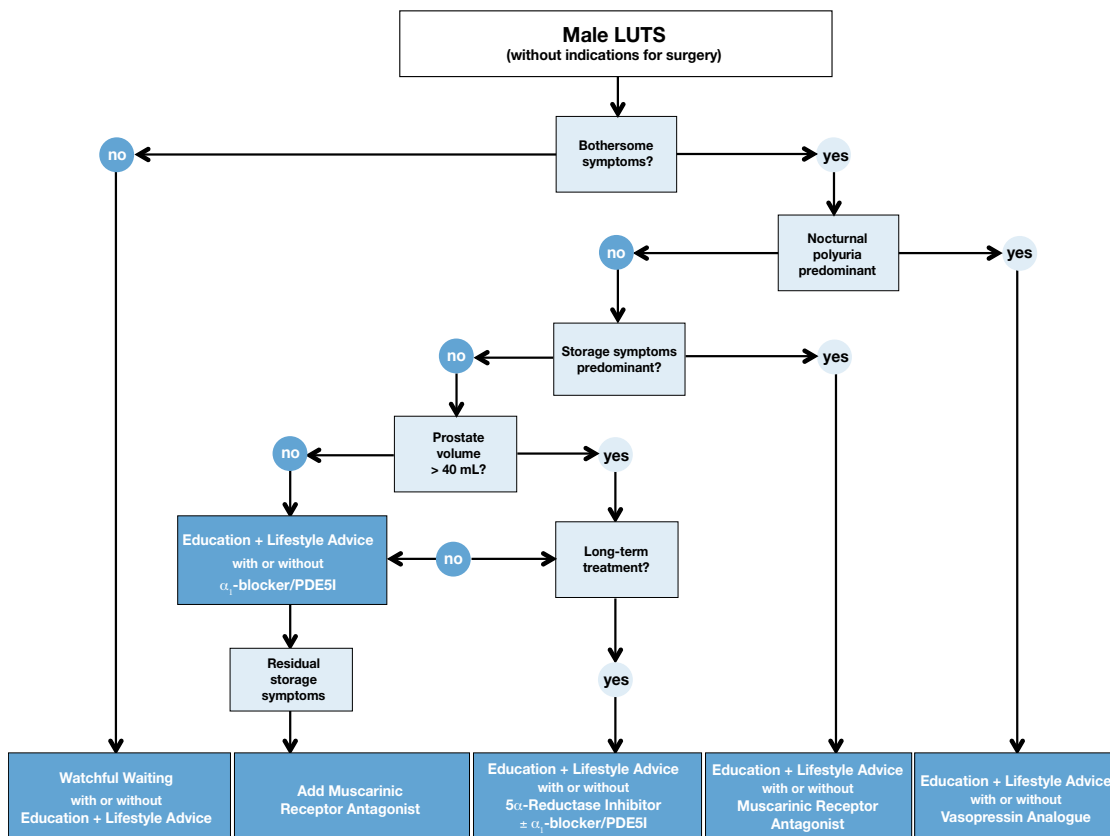 Male LUTS
(without indications for surgery)
Bothersome
symptoms?
no
yes
Nocturnal
polyuria
predominant
no
yes
Storage symptoms
predominant?
no
yes
Prostate
volume
> 40 mL?
no
yes
Education + Lifestyle Advice
with or without
α₁-blocker/PDE5I
no
Long-term
treatment?
Residual
storage
symptoms
yes
Watchful Waiting
with or without
Education + Lifestyle Advice
Add Muscarinic
Receptor Antagonist
Education + Lifestyle Advice
with or without
5α-Reductase Inhibitor
± α₁-blocker/PDE5I
Education + Lifestyle Advice
with or without
Muscarinic Receptor
Antagonist
Education + Lifestyle Advice
with or without
Vasopressin Analogue